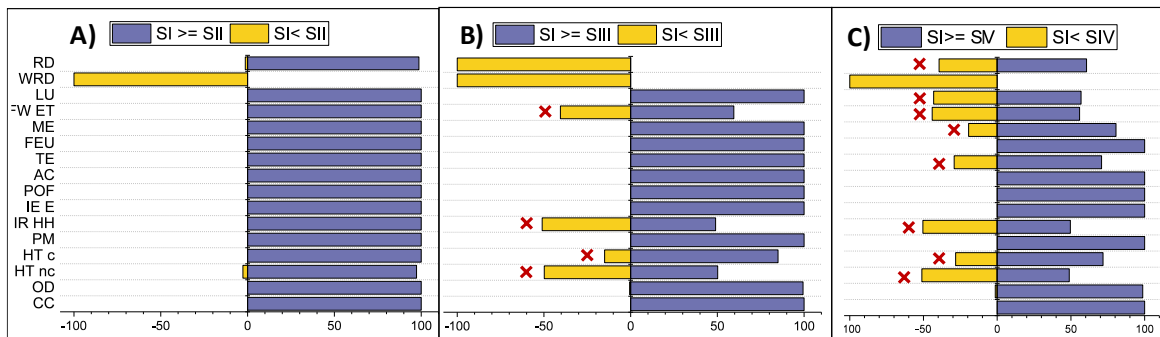 A)
SI >= SII SI< SII
RD
WRD
LU
FW ET
ME
FEU
TE
AC
POF
IE E
IR HH
PM
HT c
HT nc
OD
CC
-100 -50 0 50 100
B)
SI >= SIII SI< SIII
-100 -50 0 50 100
C)
SI>= SIV SI< SIV
100 -50 0 50 100